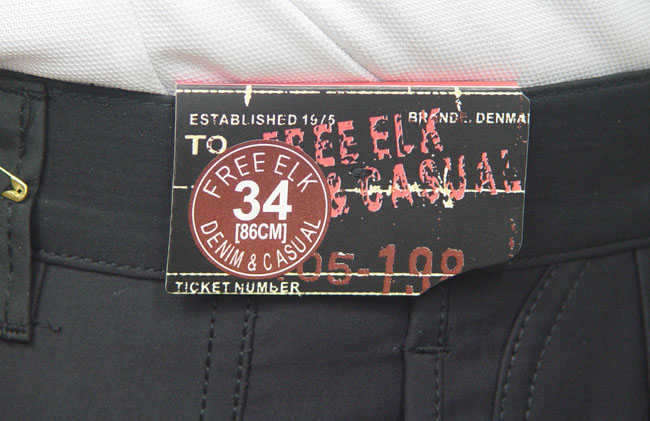 ESTABLISHED 1975
BRANDE. DENMA
TO
FREE ELK
& CASUAL
FREE ELK
34
[86CM]
DENIM & CASUAL
05-199
TICKET NUMBER